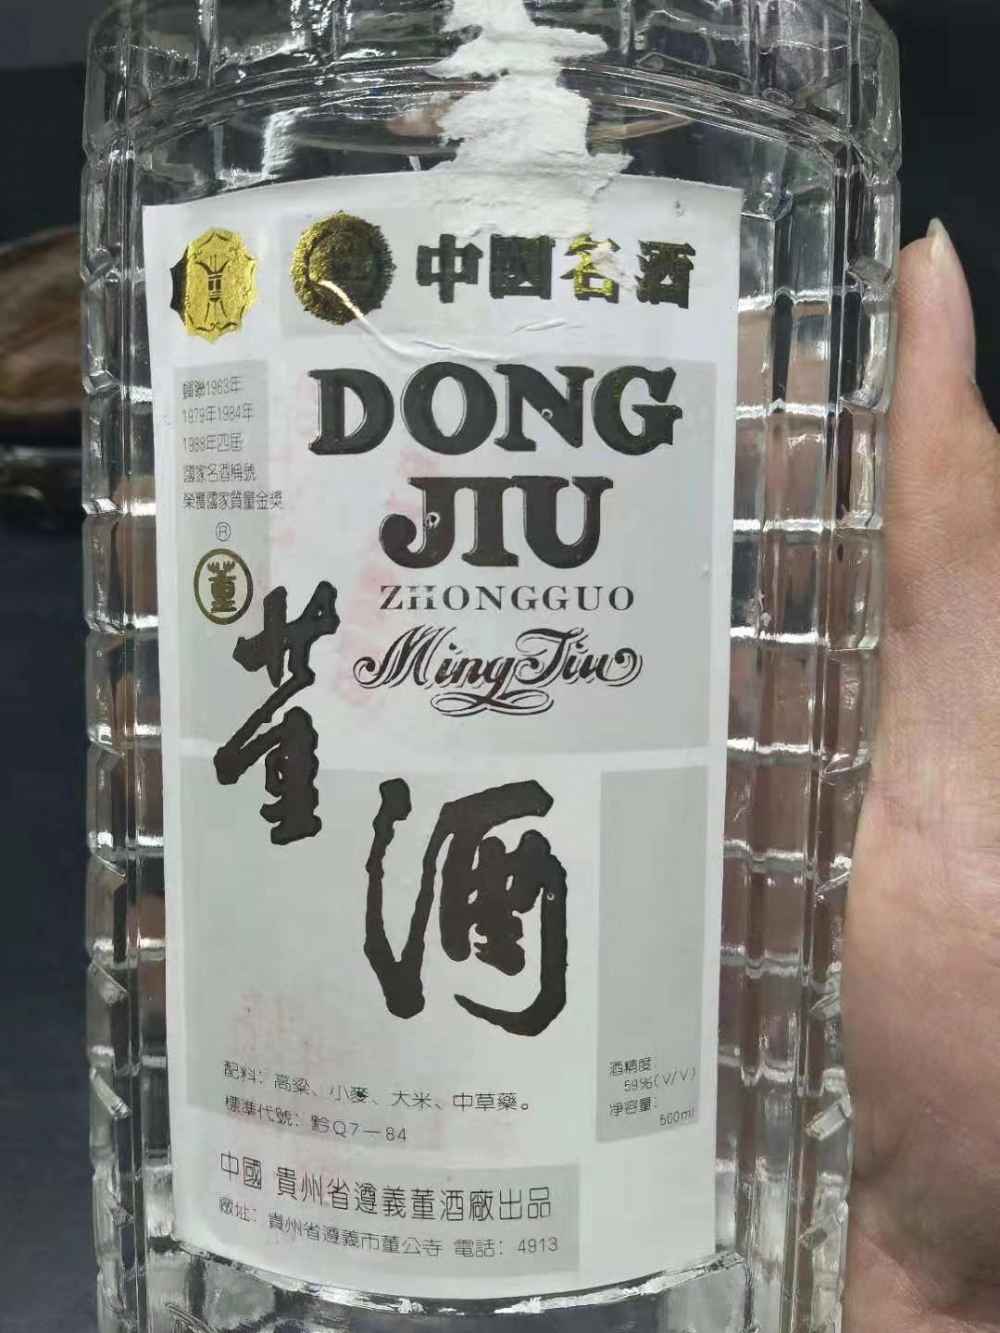 中國名酒
DONG
JIU
ZHONGGUO
Ming Jiu
蟬聯1963年
1979年1984年
1988年四屆
國家名酒稱號
榮獲國家質量金獎
®
董
董酒
配料：高粱、小麥、大米、中草藥。
標準代號：黔Q7—84
酒精度
59%(V/V)
净容量：
500ml
中國 貴州省遵義董酒廠出品
廠址：貴州省遵義市董公寺 電話：4913